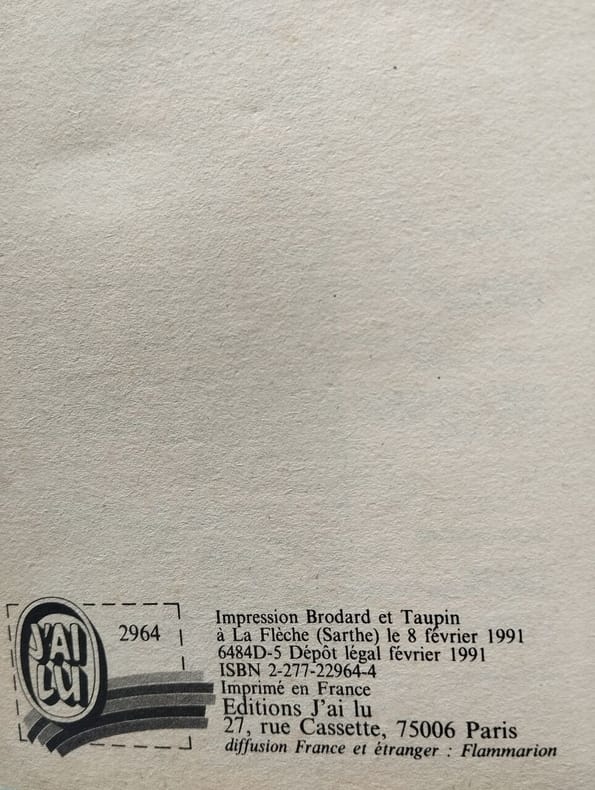 J'AI
LU
2964
Impression Brodard et Taupin
à La Flèche (Sarthe) le 8 février 1991
6484D-5 Dépôt légal février 1991
ISBN 2-277-22964-4
Imprimé en France
Editions J'ai lu
27, rue Cassette, 75006 Paris
diffusion France et étranger : Flammarion